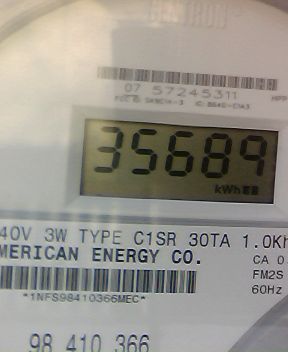 07 57245311
35689
kWh
40V 3W TYPE C1SR 30TA 1.0Kh
MERICAN ENERGY CO.
CA 0
FM2S
*1NFS98410366MEC*
60Hz
98 410 366